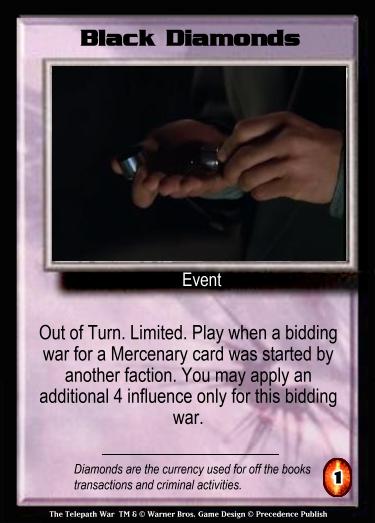 Black Diamonds
Event
Out of Turn. Limited. Play when a bidding
war for a Mercenary card was started by
another faction. You may apply an
additional 4 influence only for this bidding
war.
Diamonds are the currency used for off the books
transactions and criminal activities.
1
The Telepath War TM & © Warner Bros. Game Design © Precedence Publish